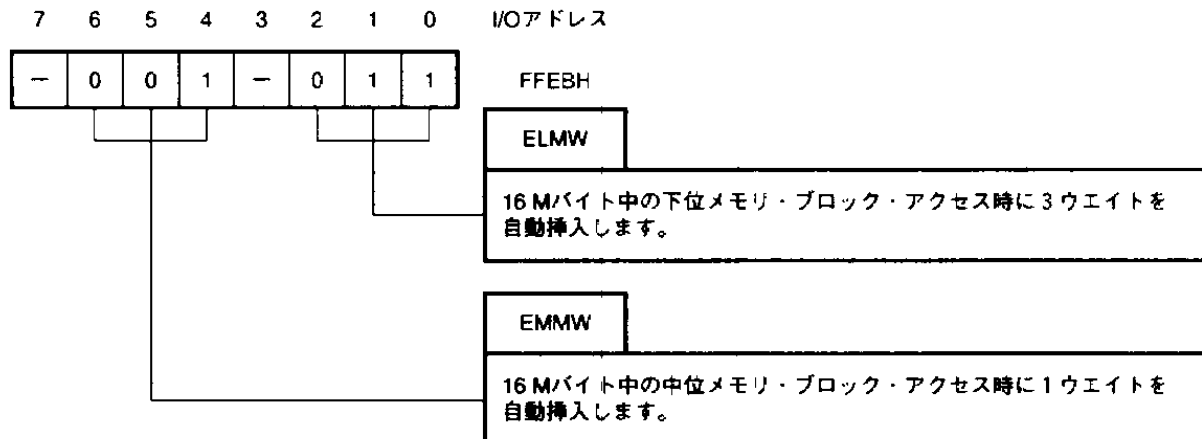 7 6 5 4 3 2 1 0 I/Oアドレス
— 0 0 1 — 0 1 1 FFEBH
ELMW
16 Mバイト中の下位メモリ・ブロック・アクセス時に3ウエイトを
自動挿入します。
EMMW
16 Mバイト中の中位メモリ・ブロック・アクセス時に1ウエイトを
自動挿入します。